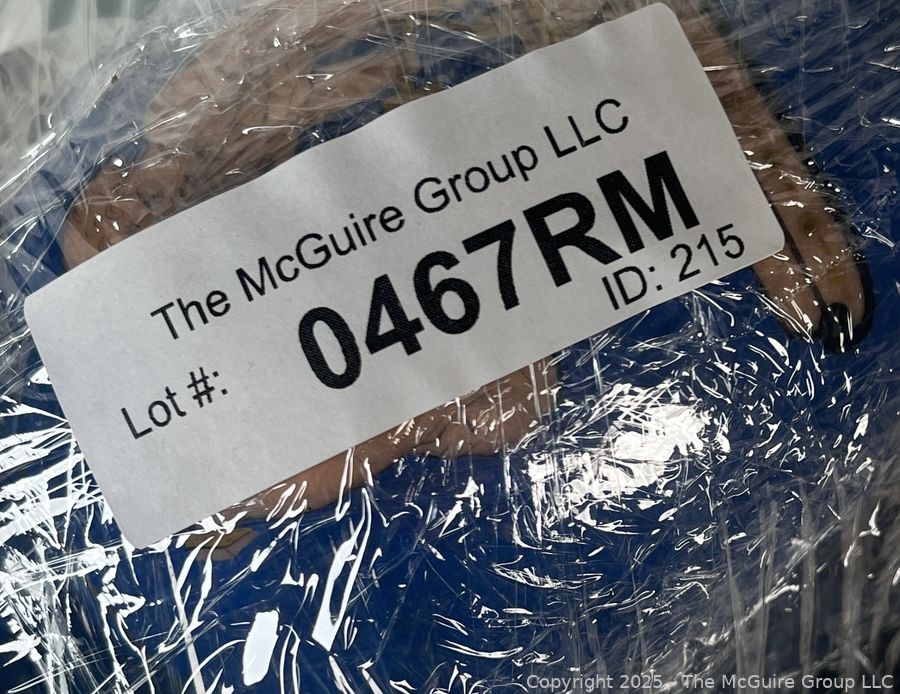 The McGuire Group LLC
Lot #: 0467RM
ID: 215
Copyright 2025 - The McGuire Group LLC